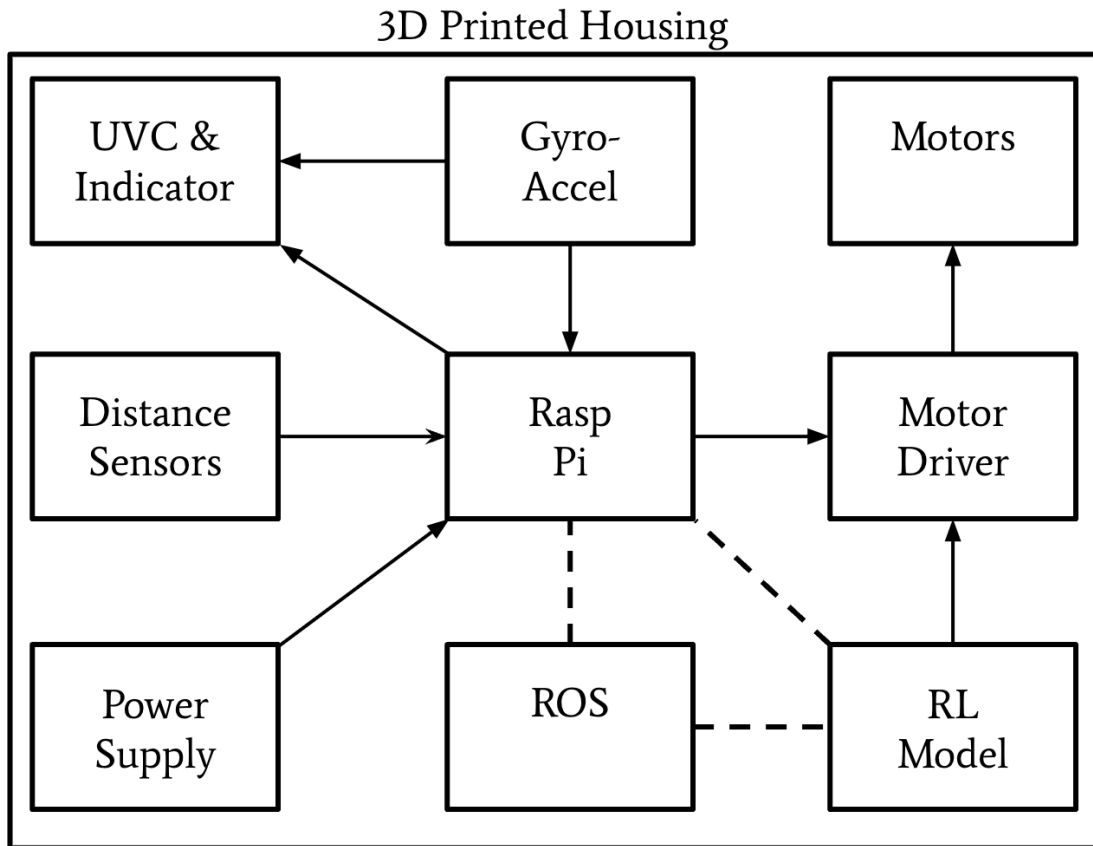 3D Printed Housing
UVC &
Indicator
Gyro-
Accel
Motors
Distance
Sensors
Rasp
Pi
Motor
Driver
Power
Supply
ROS
RL
Model